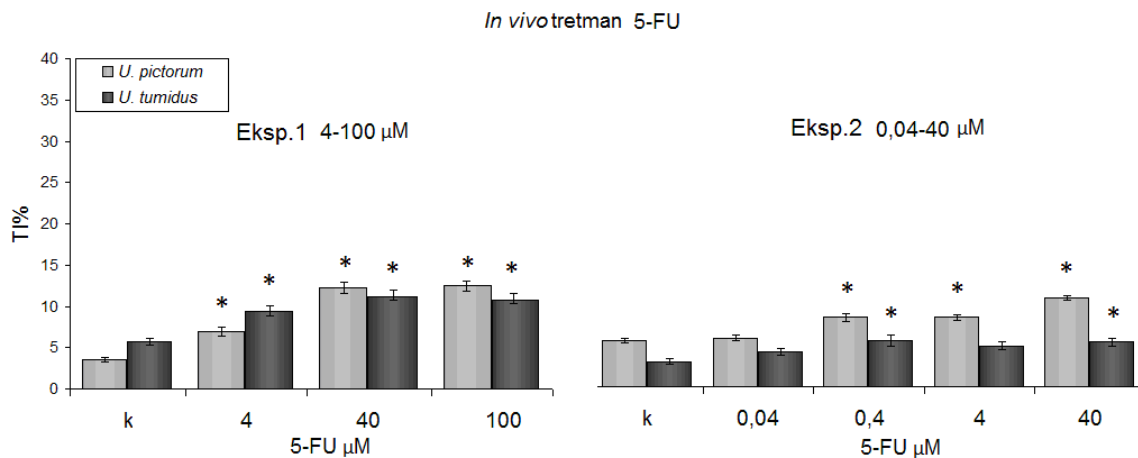 In vivo tretman 5-FU
40
35
30
25
20
15
10
5
0
TI%
U. pictorum
U. tumidus
Eksp.1 4-100 µM
* * * * * *
k 4 40 100
5-FU µM
Eksp.2 0,04-40 µM
* * * * *
k 0,04 0,4 4 40
5-FU µM